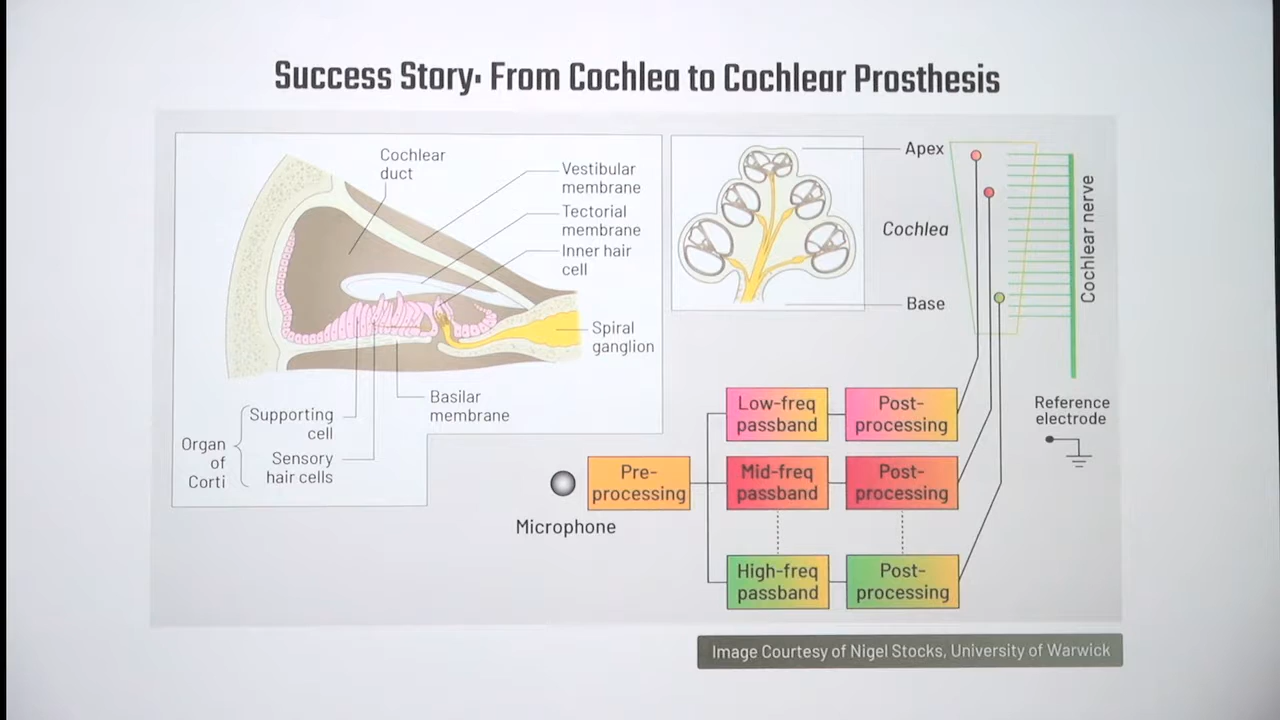 Success Story: From Cochlea to Cochlear Prosthesis
Cochlear
duct
Vestibular
membrane
Tectorial
membrane
Inner hair
cell
Spiral
ganglion
Basilar
membrane
Supporting
cell
Organ
of
Corti
Sensory
hair cells
Apex
Cochlea
Base
Cochlear nerve
Reference
electrode
Microphone
Pre-
processing
Low-freq
passband
Post-
processing
Mid-freq
passband
Post-
processing
High-freq
passband
Post-
processing
Image Courtesy of Nigel Stocks, University of Warwick